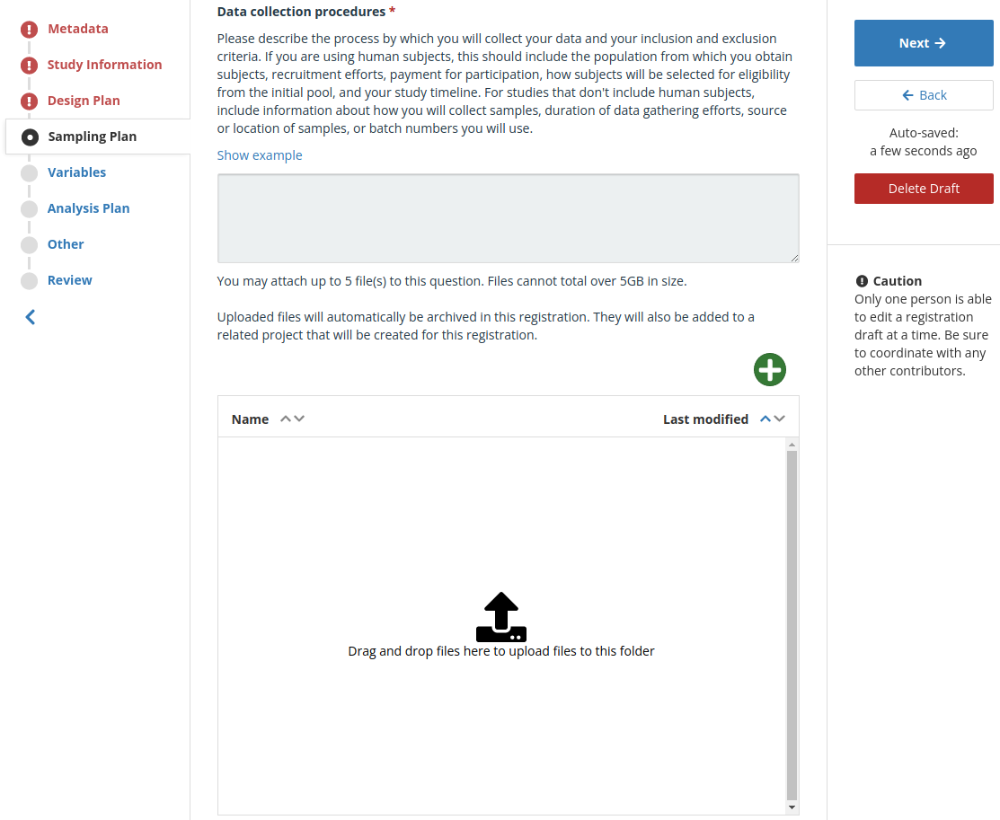 Metadata
Study Information
Design Plan
Sampling Plan
Variables
Analysis Plan
Other
Review
Data collection procedures *
Please describe the process by which you will collect your data and your inclusion and exclusion
criteria. If you are using human subjects, this should include the population from which you obtain
subjects, recruitment efforts, payment for participation, how subjects will be selected for eligibility
from the initial pool, and your study timeline. For studies that don't include human subjects,
include information about how you will collect samples, duration of data gathering efforts, source
or location of samples, or batch numbers you will use.
Show example
You may attach up to 5 file(s) to this question. Files cannot total over 5GB in size.
Uploaded files will automatically be archived in this registration. They will also be added to a
related project that will be created for this registration.
Name
Last modified
Drag and drop files here to upload files to this folder
Next
Back
Auto-saved:
a few seconds ago
Delete Draft
Caution
Only one person is able
to edit a registration
draft at a time. Be sure
to coordinate with any
other contributors.